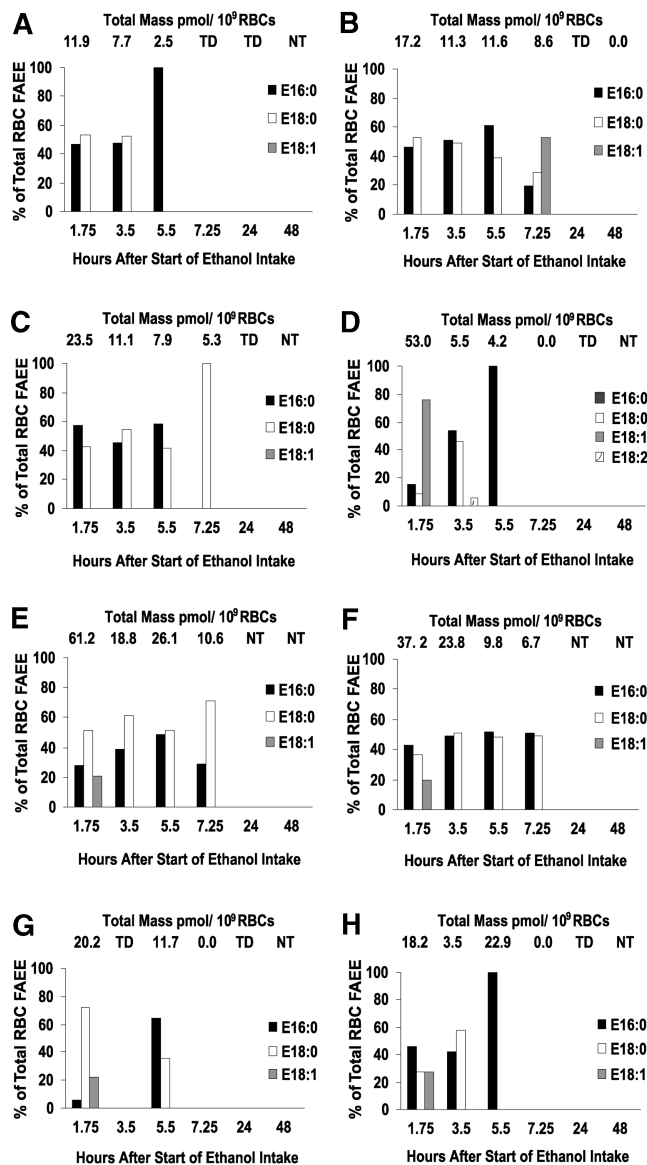 A
Total Mass pmol/ 10⁹ RBCs
11.9 7.7 2.5 TD TD NT
% of Total RBC FAEE
100
80
60
40
20
0
E16:0
E18:0
E18:1
1.75 3.5 5.5 7.25 24 48
Hours After Start of Ethanol Intake
B
Total Mass pmol/ 10⁹ RBCs
17.2 11.3 11.6 8.6 TD 0.0
% of Total RBC FAEE
100
80
60
40
20
0
E16:0
E18:0
E18:1
1.75 3.5 5.5 7.25 24 48
Hours After Start of Ethanol Intake
C
Total Mass pmol/ 10⁹ RBCs
23.5 11.1 7.9 5.3 TD NT
% of Total RBC FAEE
100
80
60
40
20
0
E16:0
E18:0
E18:1
1.75 3.5 5.5 7.25 24 48
Hours After Start of Ethanol Intake
D
Total Mass pmol/ 10⁹ RBCs
53.0 5.5 4.2 0.0 TD NT
% of Total RBC FAEE
100
80
60
40
20
0
E16:0
E18:0
E18:1
E18:2
1.75 3.5 5.5 7.25 24 48
Hours After Start of Ethanol Intake
E
Total Mass pmol/ 10⁹ RBCs
61.2 18.8 26.1 10.6 NT NT
% of Total RBC FAEE
100
80
60
40
20
0
E16:0
E18:0
E18:1
1.75 3.5 5.5 7.25 24 48
Hours After Start of Ethanol Intake
F
Total Mass pmol/ 10⁹ RBCs
37. 2 23.8 9.8 6.7 NT NT
% of Total RBC FAEE
100
80
60
40
20
0
E16:0
E18:0
E18:1
1.75 3.5 5.5 7.25 24 48
Hours After Start of Ethanol Intake
G
Total Mass pmol/ 10⁹ RBCs
20.2 TD 11.7 0.0 TD NT
% of Total RBC FAEE
100
80
60
40
20
0
E16:0
E18:0
E18:1
1.75 3.5 5.5 7.25 24 48
Hours After Start of Ethanol Intake
H
Total Mass pmol/ 10⁹ RBCs
18.2 3.5 22.9 0.0 TD NT
% of Total RBC FAEE
100
80
60
40
20
0
E16:0
E18:0
E18:1
1.75 3.5 5.5 7.25 24 48
Hours After Start of Ethanol Intake